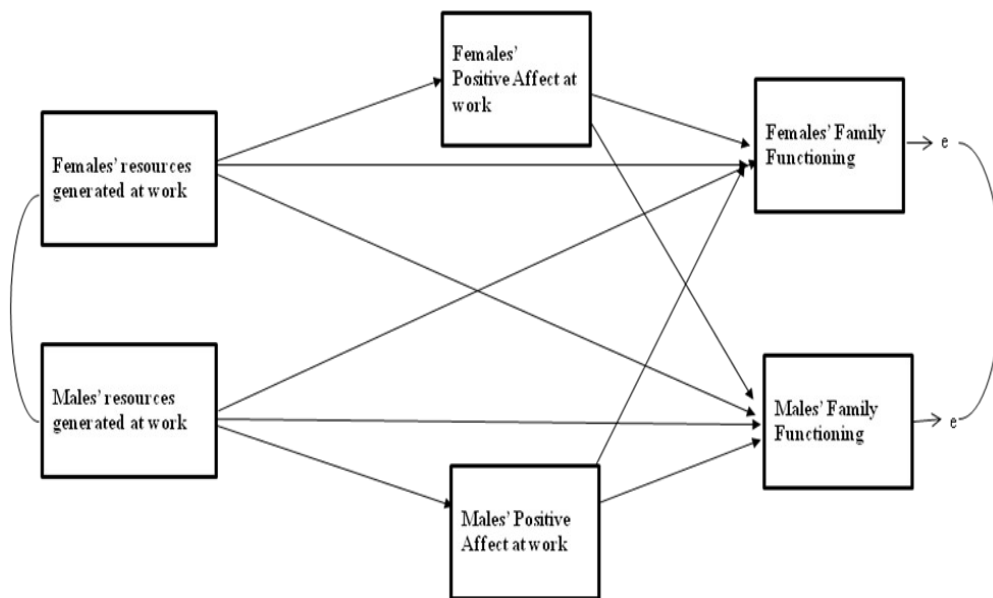 Females’
Positive Affect at
work
Females’ resources
generated at work
Females’ Family
Functioning
e
Males’ resources
generated at work
Males’ Family
Functioning
e
Males’ Positive
Affect at work